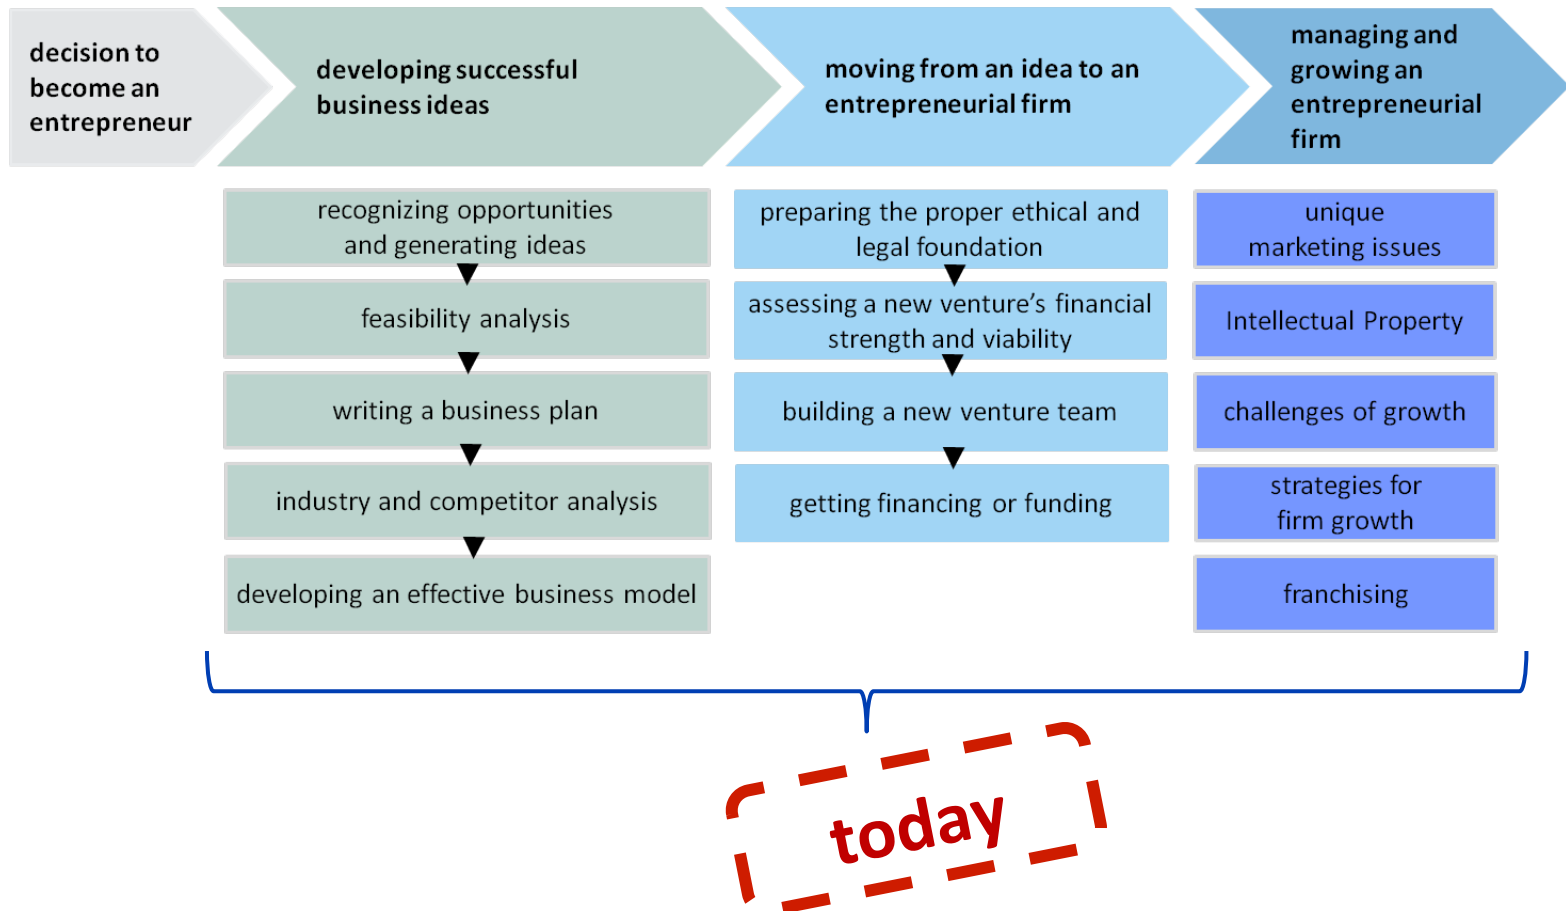 decision to
become an
entrepreneur
developing successful
business ideas
moving from an idea to an
entrepreneurial firm
managing and
growing an
entrepreneurial
firm
recognizing opportunities
and generating ideas
feasibility analysis
writing a business plan
industry and competitor analysis
developing an effective business model
preparing the proper ethical and
legal foundation
assessing a new venture’s financial
strength and viability
building a new venture team
getting financing or funding
unique
marketing issues
Intellectual Property
challenges of growth
strategies for
firm growth
franchising
today